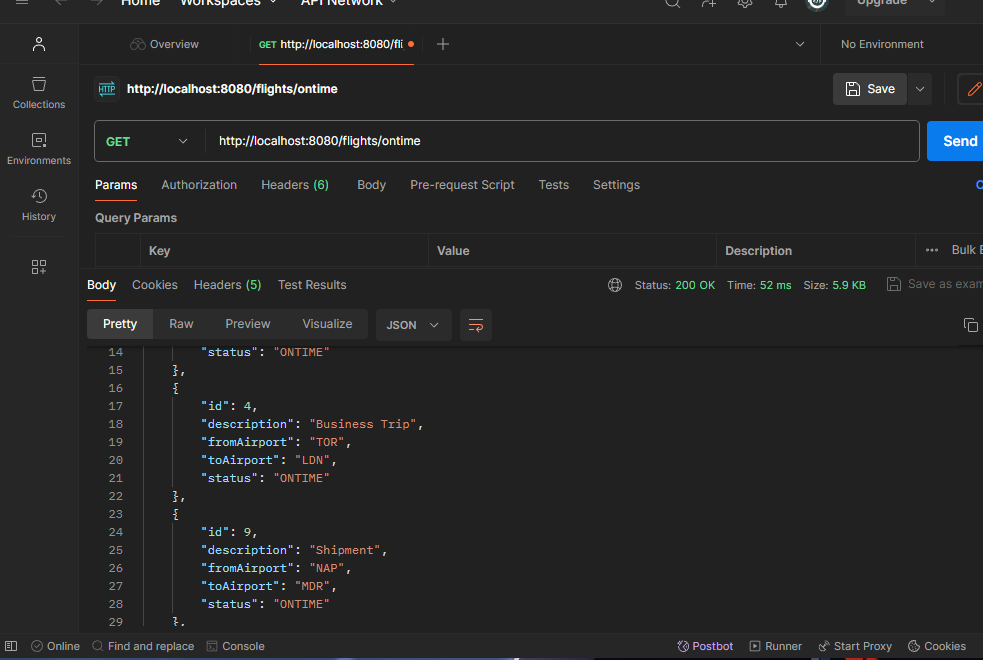 Home Workspaces API Network Upgrade
Overview GET http://localhost:8080/fli No Environment
HTTP http://localhost:8080/flights/ontime Save
GET http://localhost:8080/flights/ontime Send
Params Authorization Headers (6) Body Pre-request Script Tests Settings C
Query Params
Key Value Description Bulk E
Body Cookies Headers (5) Test Results Status: 200 OK Time: 52 ms Size: 5.9 KB Save as exam
Pretty Raw Preview Visualize JSON
14 "status": "ONTIME"
15 },
16 {
17 "id": 4,
18 "description": "Business Trip",
19 "fromAirport": "TOR",
20 "toAirport": "LDN",
21 "status": "ONTIME"
22 },
23 {
24 "id": 9,
25 "description": "Shipment",
26 "fromAirport": "NAP",
27 "toAirport": "MDR",
28 "status": "ONTIME"
29 },
Collections
Environments
History
Online Find and replace Console Postbot Runner Start Proxy Cookies